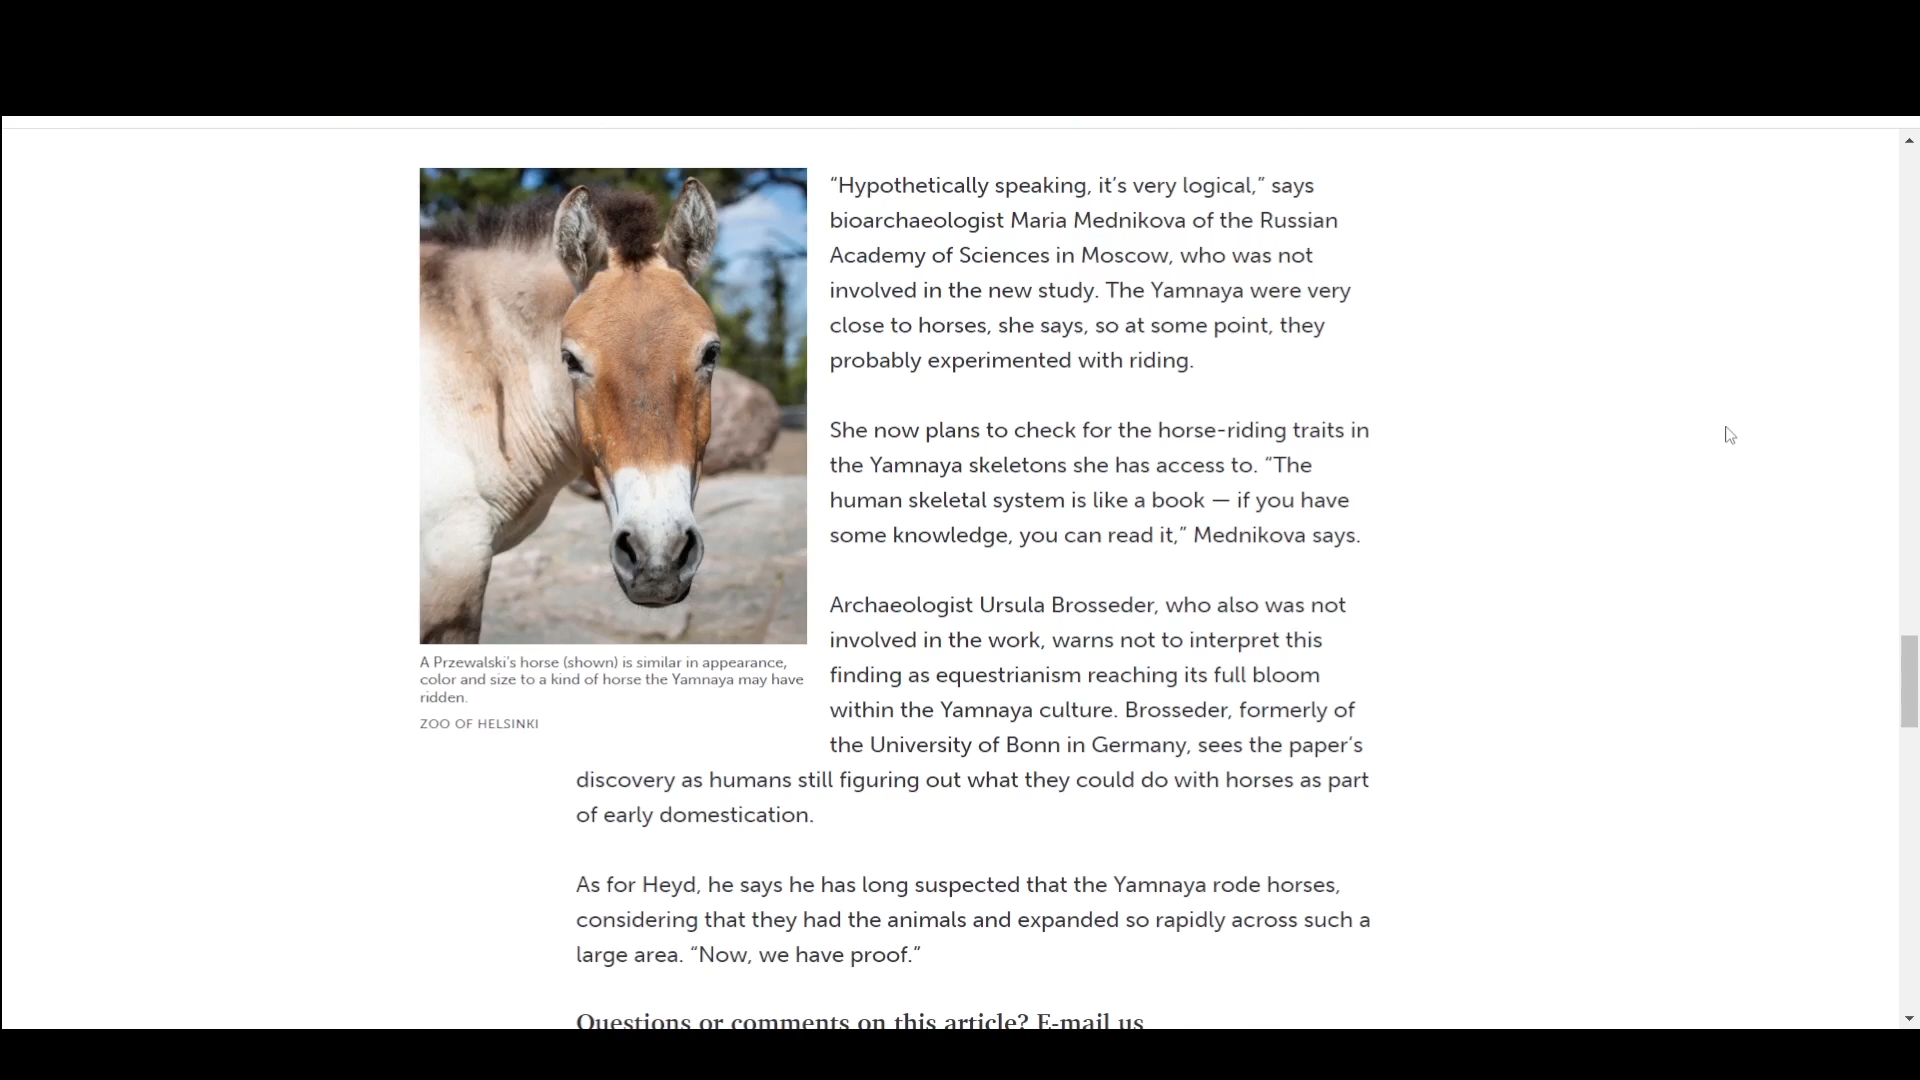 “Hypothetically speaking, it’s very logical,” says
bioarchaeologist Maria Mednikova of the Russian
Academy of Sciences in Moscow, who was not
involved in the new study. The Yamnaya were very
close to horses, she says, so at some point, they
probably experimented with riding.
She now plans to check for the horse-riding traits in
the Yamnaya skeletons she has access to. “The
human skeletal system is like a book — if you have
some knowledge, you can read it,” Mednikova says.
Archaeologist Ursula Brosseder, who also was not
involved in the work, warns not to interpret this
finding as equestrianism reaching its full bloom
within the Yamnaya culture. Brosseder, formerly of
the University of Bonn in Germany, sees the paper’s
discovery as humans still figuring out what they could do with horses as part
of early domestication.
A Przewalski’s horse (shown) is similar in appearance,
color and size to a kind of horse the Yamnaya may have
ridden.
ZOO OF HELSINKI
As for Heyd, he says he has long suspected that the Yamnaya rode horses,
considering that they had the animals and expanded so rapidly across such a
large area. “Now, we have proof.”
Questions or comments on this article? E-mail us